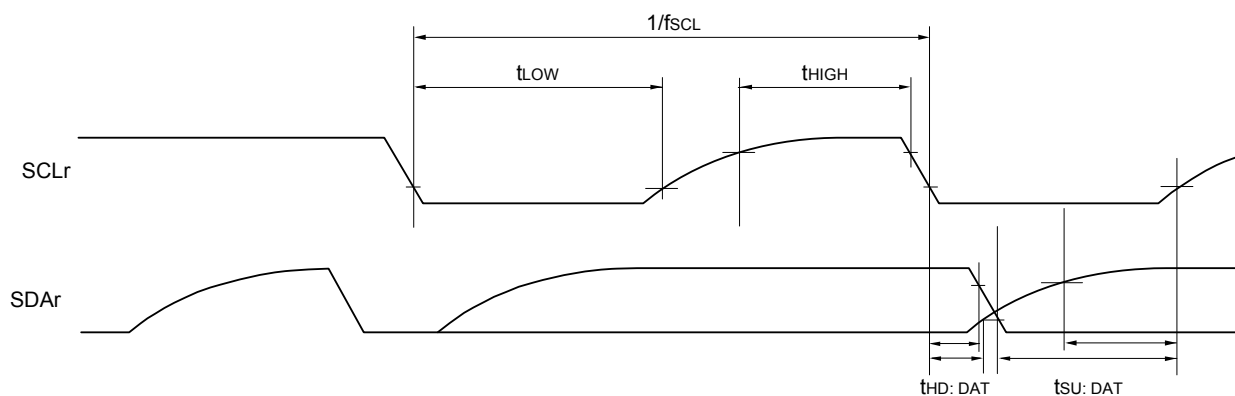 1/fSCL
tLOW
tHIGH
SCLr
SDAr
tHD: DAT
tSU: DAT